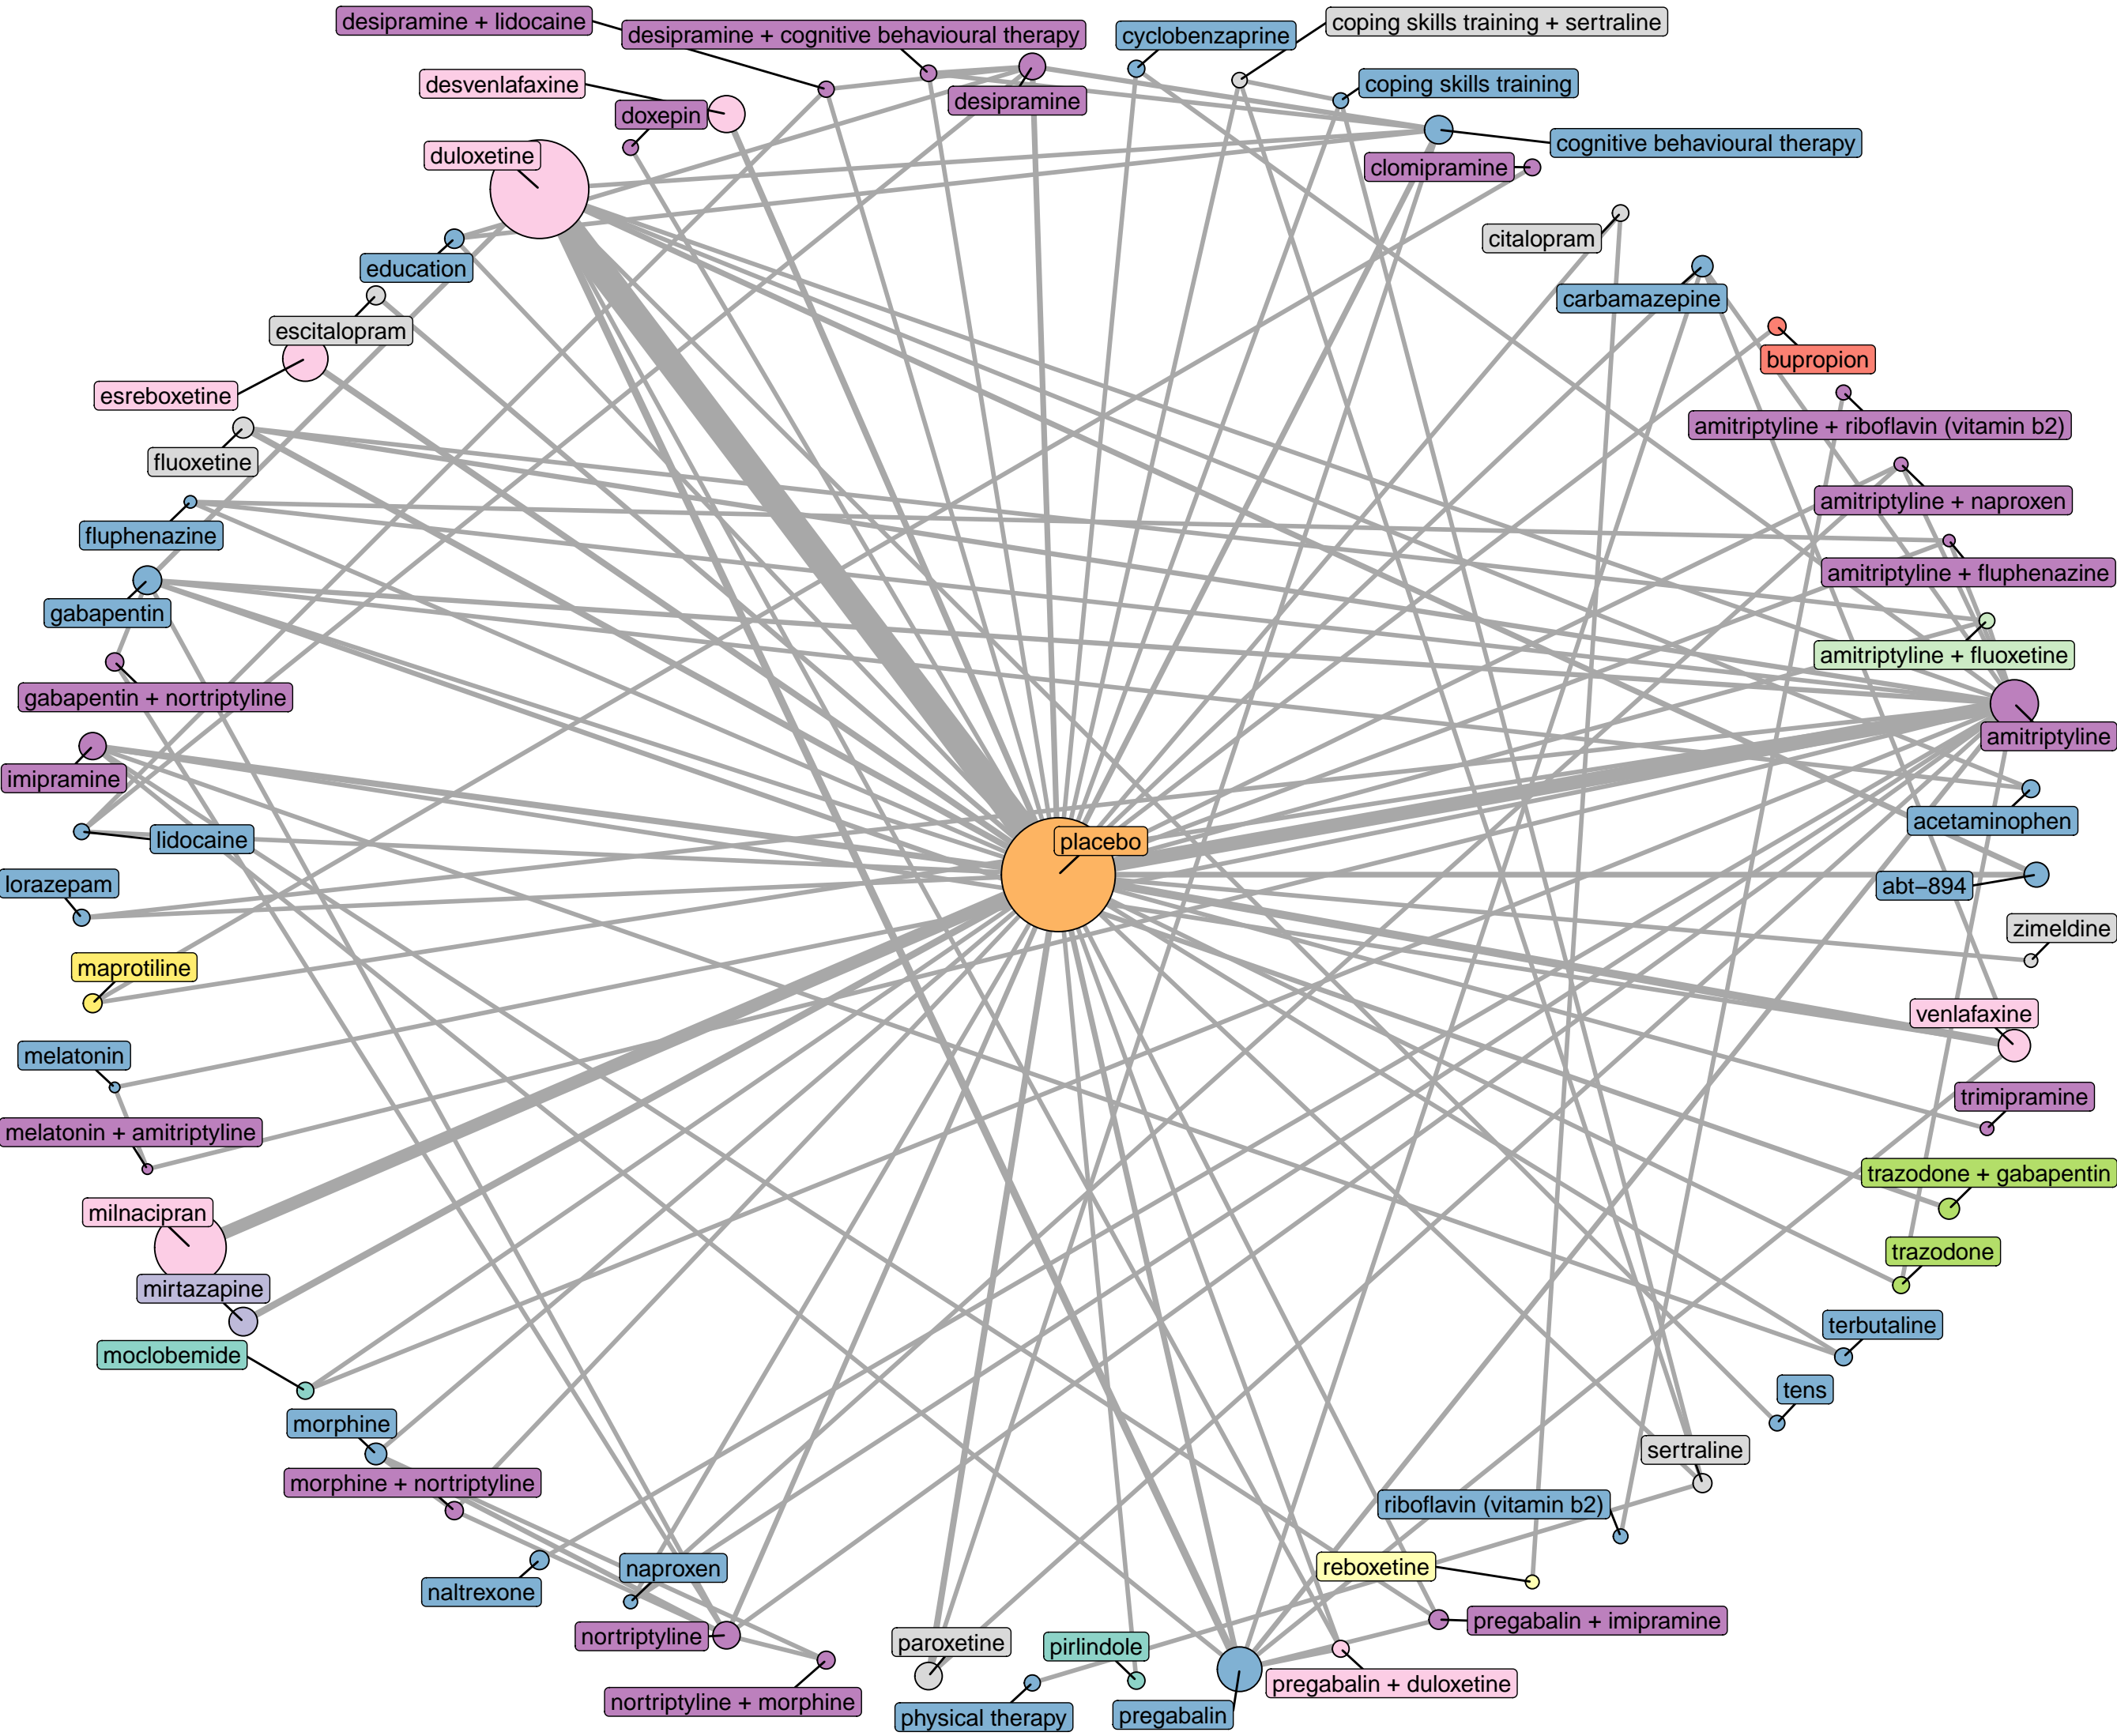 desipramine + lidocaine
desipramine + cognitive behavioural therapy
cyclobenzaprine
coping skills training + sertraline
desvenlafaxine
doxepin
desipramine
coping skills training
duloxetine
cognitive behavioural therapy
clomipramine
education
citalopram
carbamazepine
escitalopram
bupropion
esreboxetine
amitriptyline + riboflavin (vitamin b2)
fluoxetine
amitriptyline + naproxen
fluphenazine
amitriptyline + fluphenazine
gabapentin
amitriptyline + fluoxetine
gabapentin + nortriptyline
amitriptyline
imipramine
acetaminophen
lidocaine
placebo
lorazepam
abt−894
zimeldine
maprotiline
venlafaxine
melatonin
trimipramine
melatonin + amitriptyline
trazodone + gabapentin
milnacipran
trazodone
mirtazapine
terbutaline
moclobemide
tens
morphine
sertraline
morphine + nortriptyline
riboflavin (vitamin b2)
naproxen
reboxetine
naltrexone
pregabalin + imipramine
nortriptyline
paroxetine
pirlindole
pregabalin + duloxetine
nortriptyline + morphine
physical therapy
pregabalin